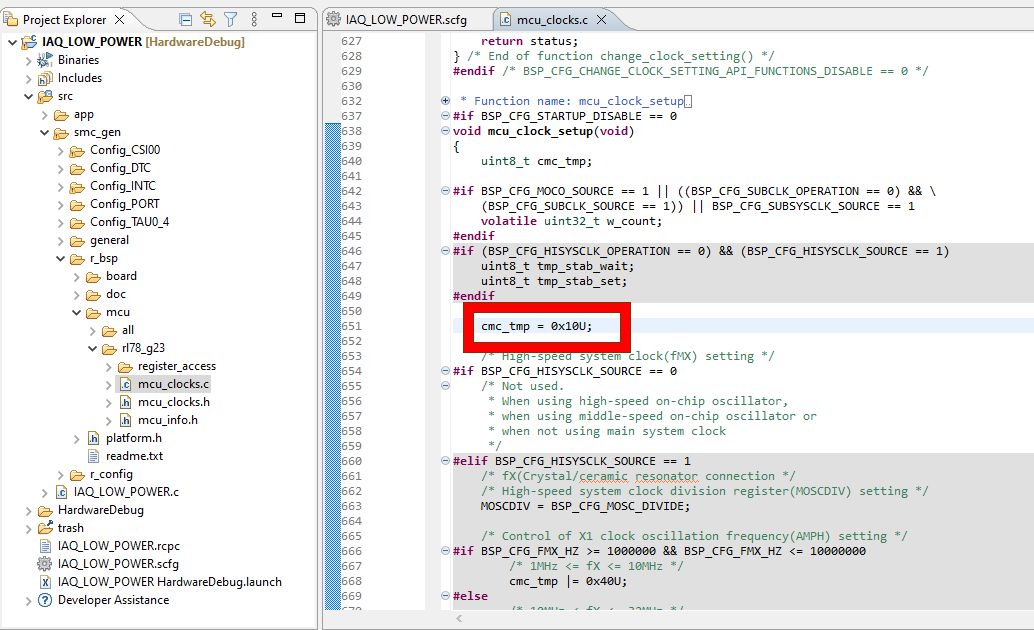 Project Explorer
IAQ_LOW_POWER [HardwareDebug]
Binaries
Includes
src
app
smc_gen
Config_CSI00
Config_DTC
Config_INTC
Config_PORT
Config_TAU0_4
general
r_bsp
board
doc
mcu
all
rl78_g23
register_access
mcu_clocks.c
mcu_clocks.h
mcu_info.h
platform.h
readme.txt
r_config
IAQ_LOW_POWER.c
HardwareDebug
trash
IAQ_LOW_POWER.rcpc
IAQ_LOW_POWER.scfg
IAQ_LOW_POWER HardwareDebug.launch
Developer Assistance
IAQ_LOW_POWER.scfg
mcu_clocks.c
627 return status;
628 } /* End of function change_clock_setting() */
629 #endif /* BSP_CFG_CHANGE_CLOCK_SETTING_API_FUNCTIONS_DISABLE == 0 */
630
632 * Function name: mcu_clock_setup
637 #if BSP_CFG_STARTUP_DISABLE == 0
638 void mcu_clock_setup(void)
639 {
640 uint8_t cmc_tmp;
641
642 #if BSP_CFG_MOCO_SOURCE == 1 || ((BSP_CFG_SUBCLK_OPERATION == 0) && \
643 (BSP_CFG_SUBCLK_SOURCE == 1)) || BSP_CFG_SUBSYSCLK_SOURCE == 1
644 volatile uint32_t w_count;
645 #endif
646 #if (BSP_CFG_HISYSCLK_OPERATION == 0) && (BSP_CFG_HISYSCLK_SOURCE == 1)
647 uint8_t tmp_stab_wait;
648 uint8_t tmp_stab_set;
649 #endif
650
651 cmc_tmp = 0x10U;
652
653 /* High-speed system clock(fMX) setting */
654 #if BSP_CFG_HISYSCLK_SOURCE == 0
655 /* Not used.
656 * When using high-speed on-chip oscillator,
657 * when using middle-speed on-chip oscillator or
658 * when not using main system clock
659 */
660 #elif BSP_CFG_HISYSCLK_SOURCE == 1
661 /* fX(Crystal/ceramic resonator connection */
662 /* High-speed system clock division register(MOSCDIV) setting */
663 MOSCDIV = BSP_CFG_MOSC_DIVIDE;
664
665 /* Control of X1 clock oscillation frequency(AMPH) setting */
666 #if BSP_CFG_FMX_HZ >= 1000000 && BSP_CFG_FMX_HZ <= 10000000
667 /* 1MHz <= fX <= 10MHz */
668 cmc_tmp |= 0x40U;
669 #else